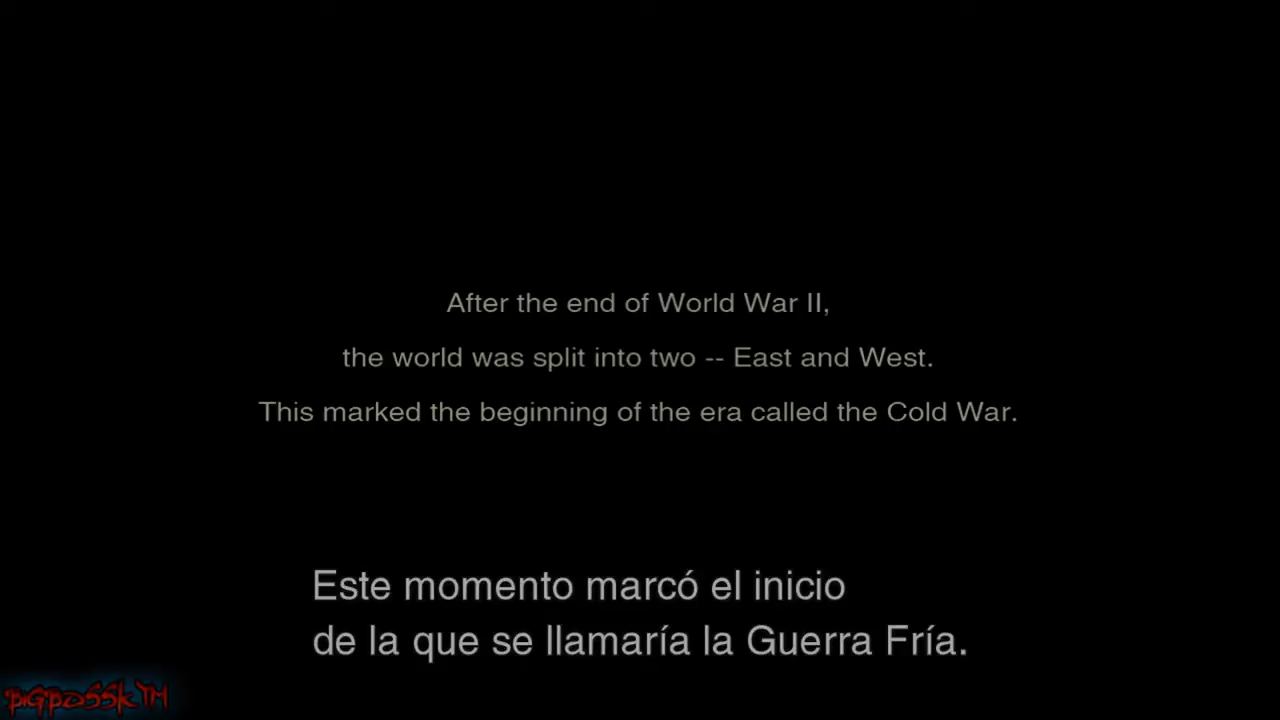 After the end of World War II,
the world was split into two -- East and West.
This marked the beginning of the era called the Cold War.
Este momento marcó el inicio
de la que se llamaría la Guerra Fría.